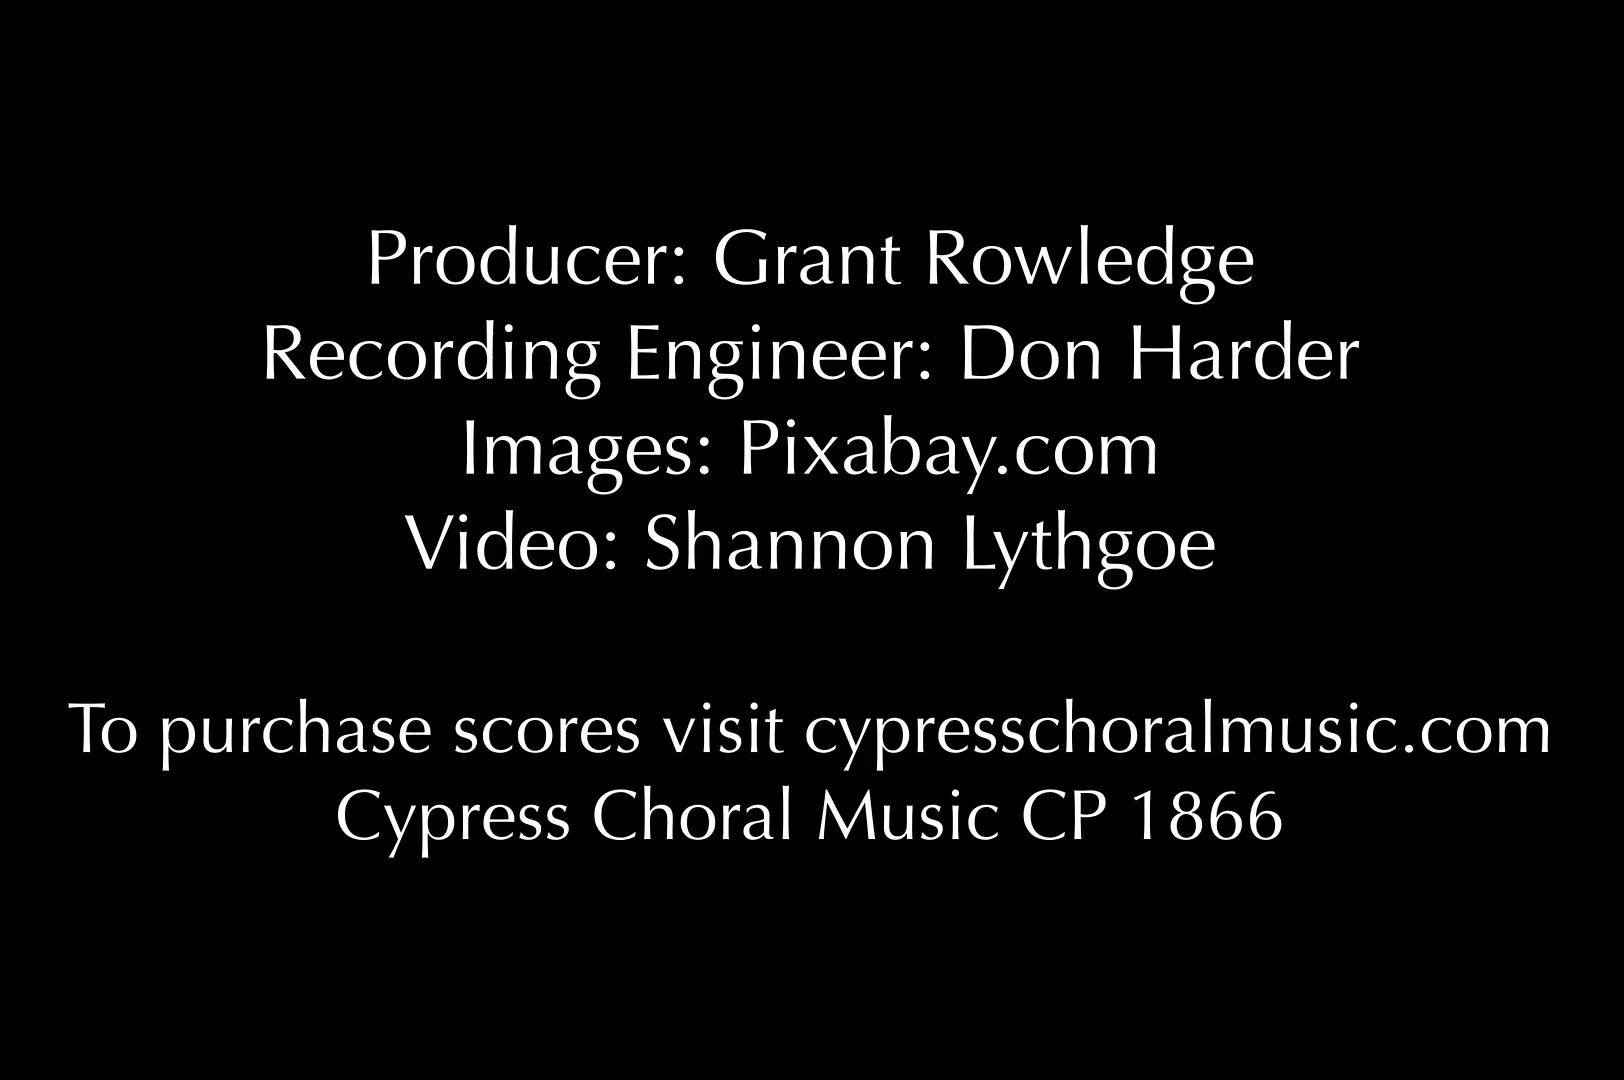 Producer: Grant Rowledge
Recording Engineer: Don Harder
Images: Pixabay.com
Video: Shannon Lythgoe
To purchase scores visit cypresschoralmusic.com
Cypress Choral Music CP 1866